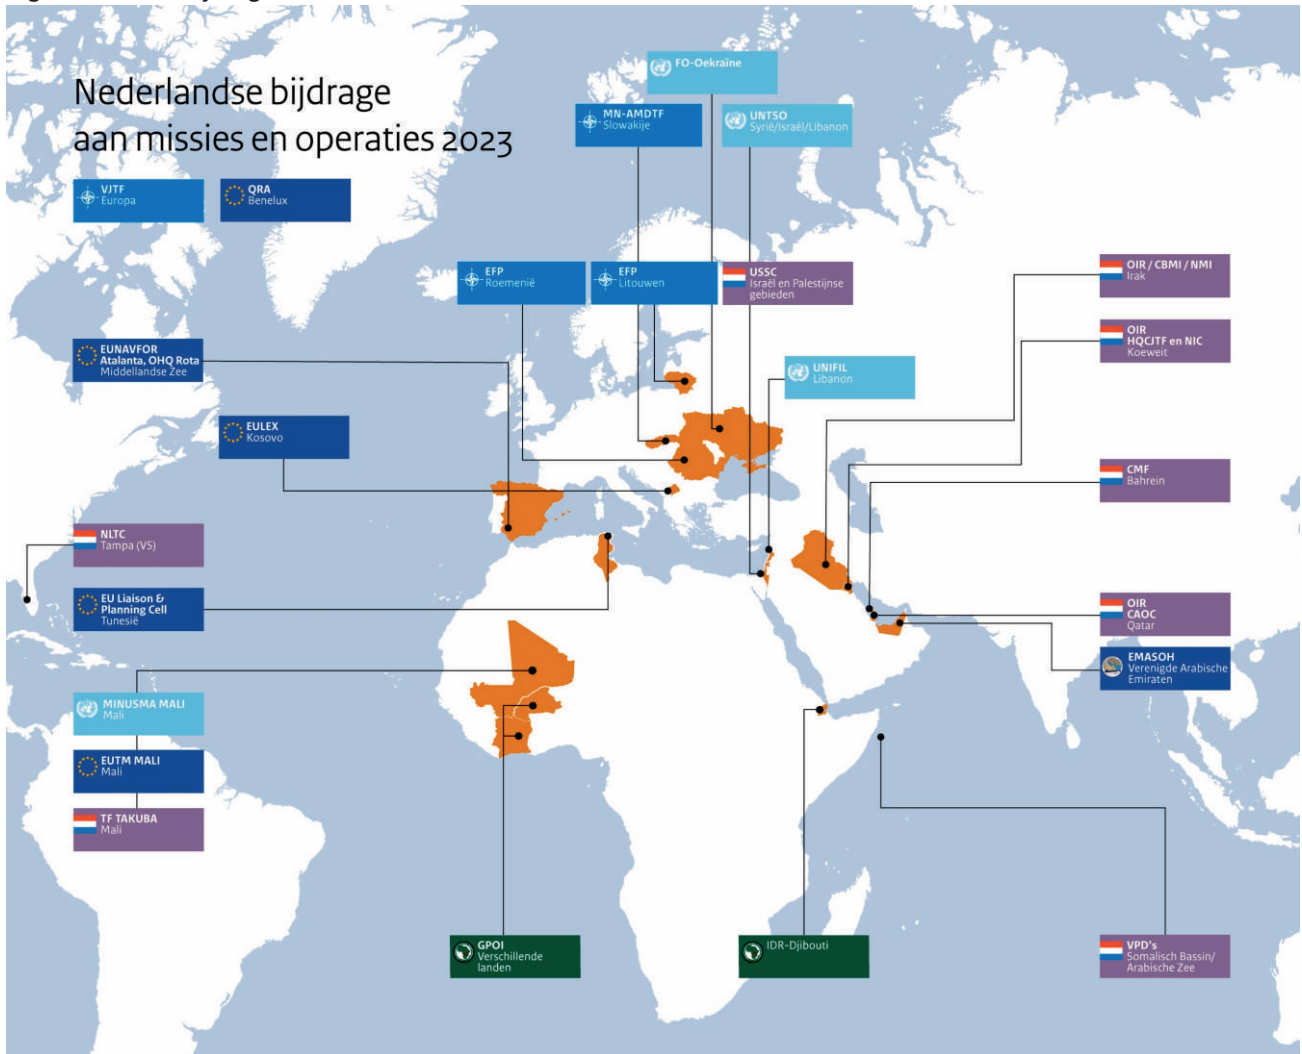 Nederlandse bijdrage
aan missies en operaties 2023
VJTF
Europa
QRA
Benelux
FO-Oekraïne
MN-AMDTF
Slowakije
UNTSO
Syrië/Israël/Libanon
EFP
Roemenië
EFP
Litouwen
USSC
Israël en Palestijnse
gebieden
OIR / CBMI / NMI
Irak
OIR
HQCJTF en NIC
Koeweit
EUNAVFOR
Atalanta, OHQ Rota
Middellandse Zee
UNIFIL
Libanon
EULEX
Kosovo
CMF
Bahrein
NLTC
Tampa (VS)
EU Liaison &
Planning Cell
Tunesië
OIR
CAOC
Qatar
EMASOH
Verenigde Arabische
Emiraten
MINUSMA MALI
Mali
EUTM MALI
Mali
TF TAKUBA
Mali
GPOI
Verschillende
landen
IDR-Djibouti
VPD's
Somalisch Bassin/
Arabische Zee